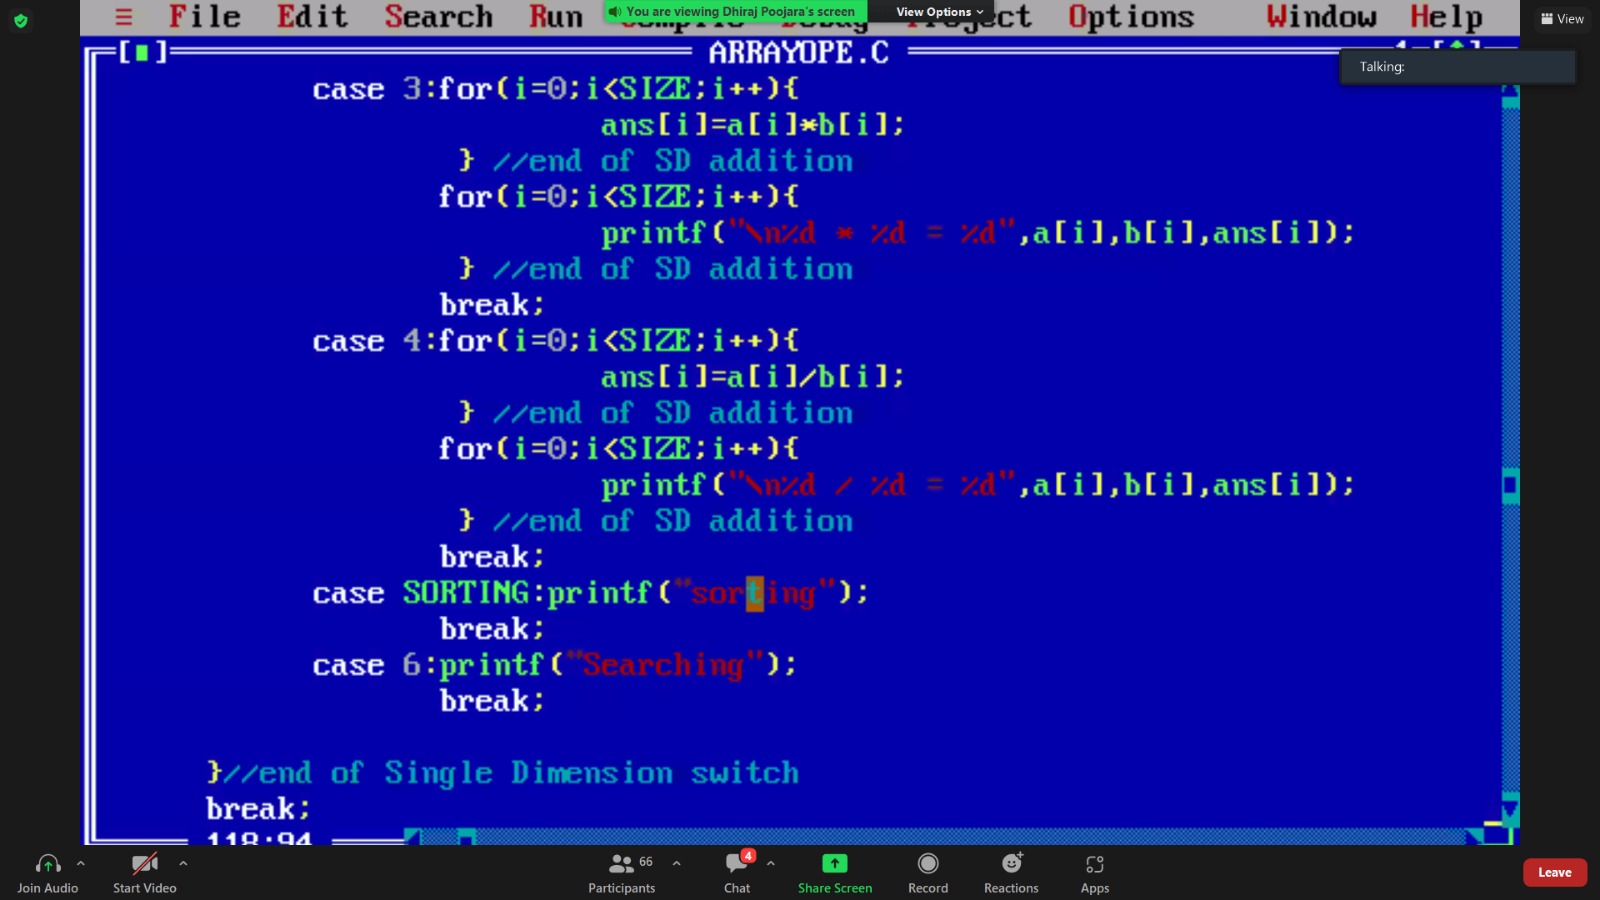 File Edit Search Run Compile Debug Project Options Window Help
You are viewing Dhiraj Poojara's screen View Options
View
ARRAYOPE.C
Talking:
case 3:for(i=0;i<SIZE;i++){
ans[i]=a[i]*b[i];
} //end of SD addition
for(i=0;i<SIZE;i++){
printf("\n%d * %d = %d",a[i],b[i],ans[i]);
} //end of SD addition
break;
case 4:for(i=0;i<SIZE;i++){
ans[i]=a[i]/b[i];
} //end of SD addition
for(i=0;i<SIZE;i++){
printf("\n%d / %d = %d",a[i],b[i],ans[i]);
} //end of SD addition
break;
case SORTING:printf("sorting");
break;
case 6:printf("Searching");
break;
}//end of Single Dimension switch
break;
118:94
Join Audio
Start Video
66
Participants
4
Chat
Share Screen
Record
Reactions
Apps
Leave